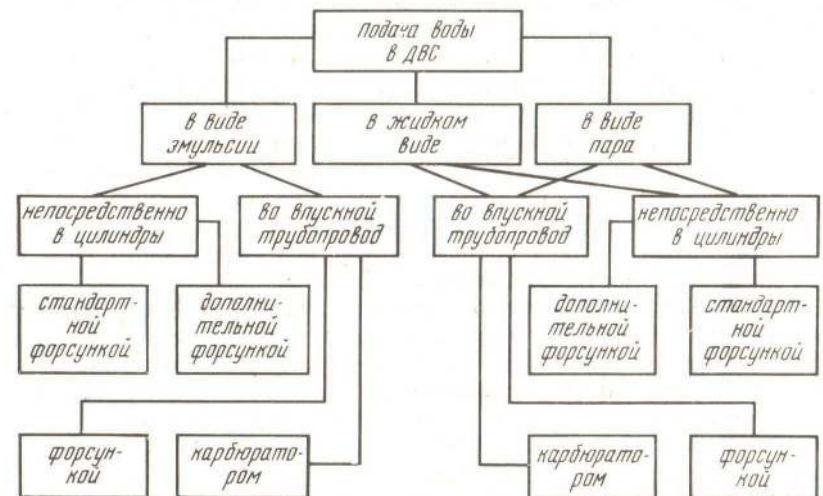 Подача воды
в ДВС
в виде
эмульсии
в жидком
виде
в виде
пара
непосредственно
в цилиндры
во впускной
трубопровод
во впускной
трубопровод
непосредственно
в цилиндры
стандарт-
ной
форсункой
дополни-
тельной
форсункой
дополни-
тельной
форсункой
стандарт-
ной
форсункой
форсун-
кой
карбюрато-
ром
карбюрато-
ром
форсун-
кой